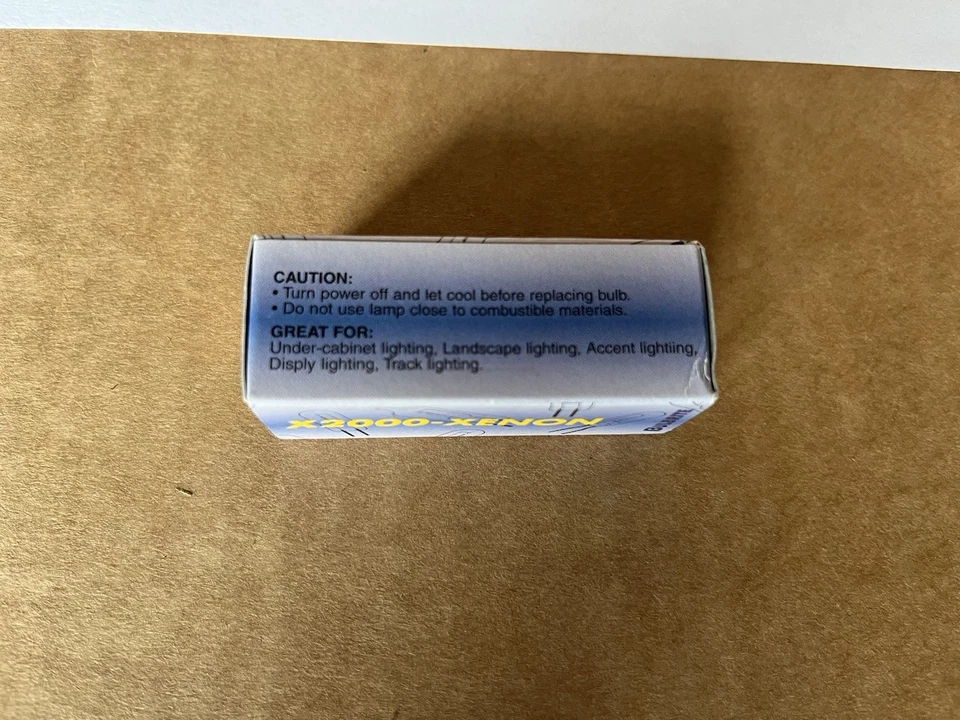 CAUTION:
• Turn power off and let cool before replacing bulb.
• Do not use lamp close to combustible materials.
GREAT FOR:
Under-cabinet lighting, Landscape lighting, Accent lightiing,
Disply lighting, Track lighting.
X2000-XENON